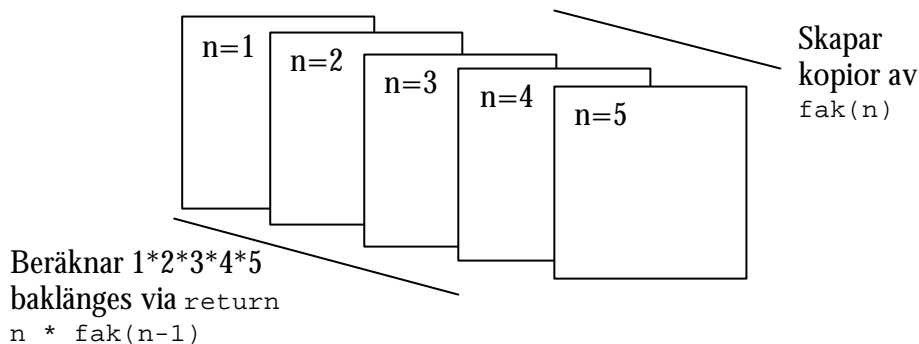 n=1
n=2
n=3
n=4
n=5
Skapar
kopior av
fak(n)
Beräknar 1*2*3*4*5
baklänges via return
n * fak(n-1)